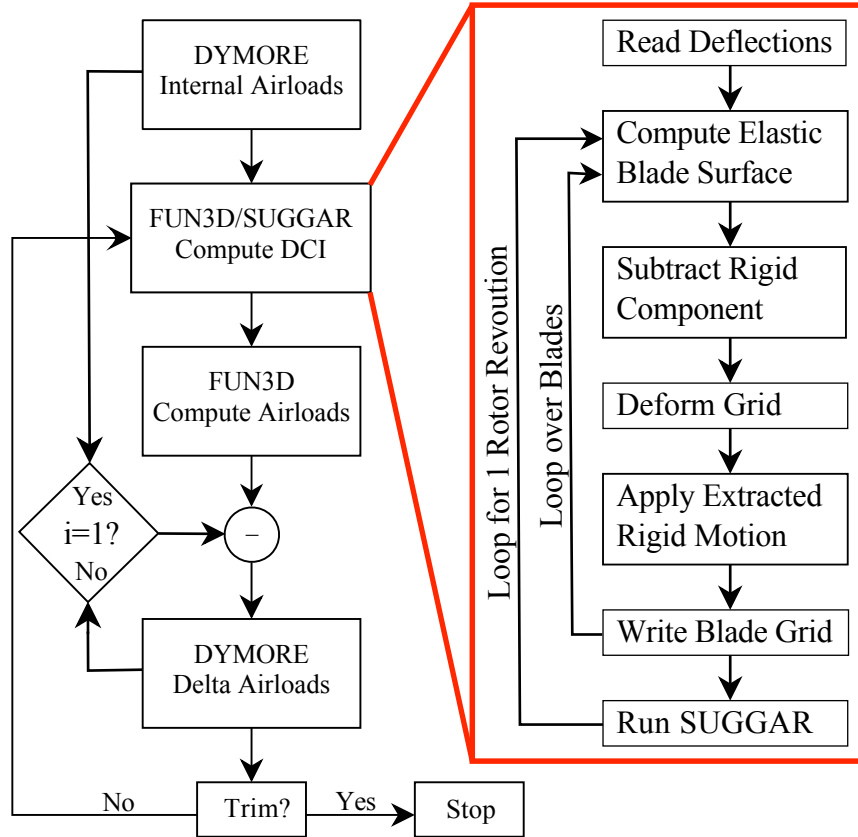 DYMORE
Internal Airloads
FUN3D/SUGGAR
Compute DCI
FUN3D
Compute Airloads
Yes
i=1?
No
−
DYMORE
Delta Airloads
No
Trim?
Yes
Stop
Read Deflections
Compute Elastic
Blade Surface
Subtract Rigid
Component
Deform Grid
Apply Extracted
Rigid Motion
Write Blade Grid
Run SUGGAR
Loop for 1 Rotor Revoution
Loop over Blades